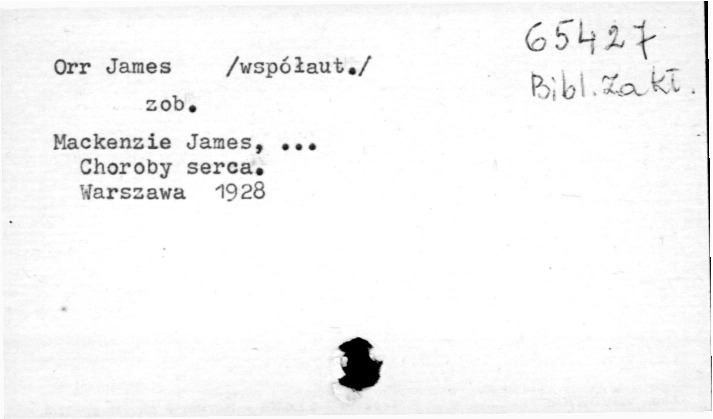 65427
Orr James /współaut./
Bibl. Zakł.
zob.
Mackenzie James, ...
Choroby serca.
Warszawa 1928